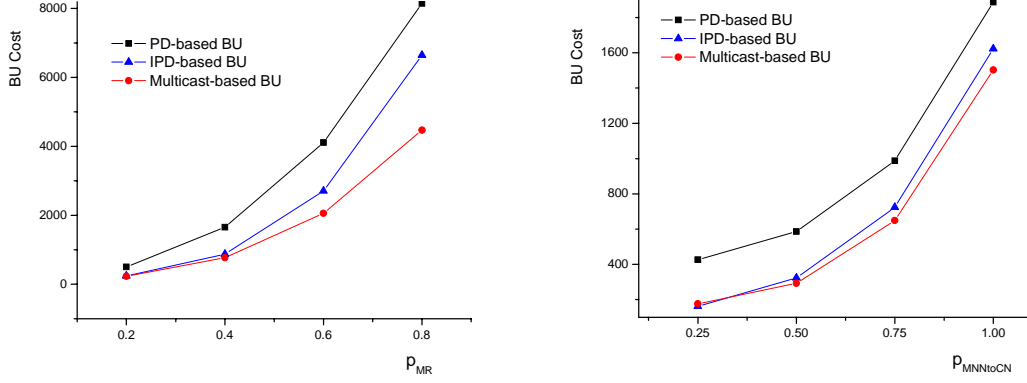 BU Cost
8000
6000
4000
2000
0
PD-based BU
IPD-based BU
Multicast-based BU
0.2 0.4 0.6 0.8
pMR
BU Cost
1600
1200
800
400
PD-based BU
IPD-based BU
Multicast-based BU
0.25 0.50 0.75 1.00
pMNNtoCN